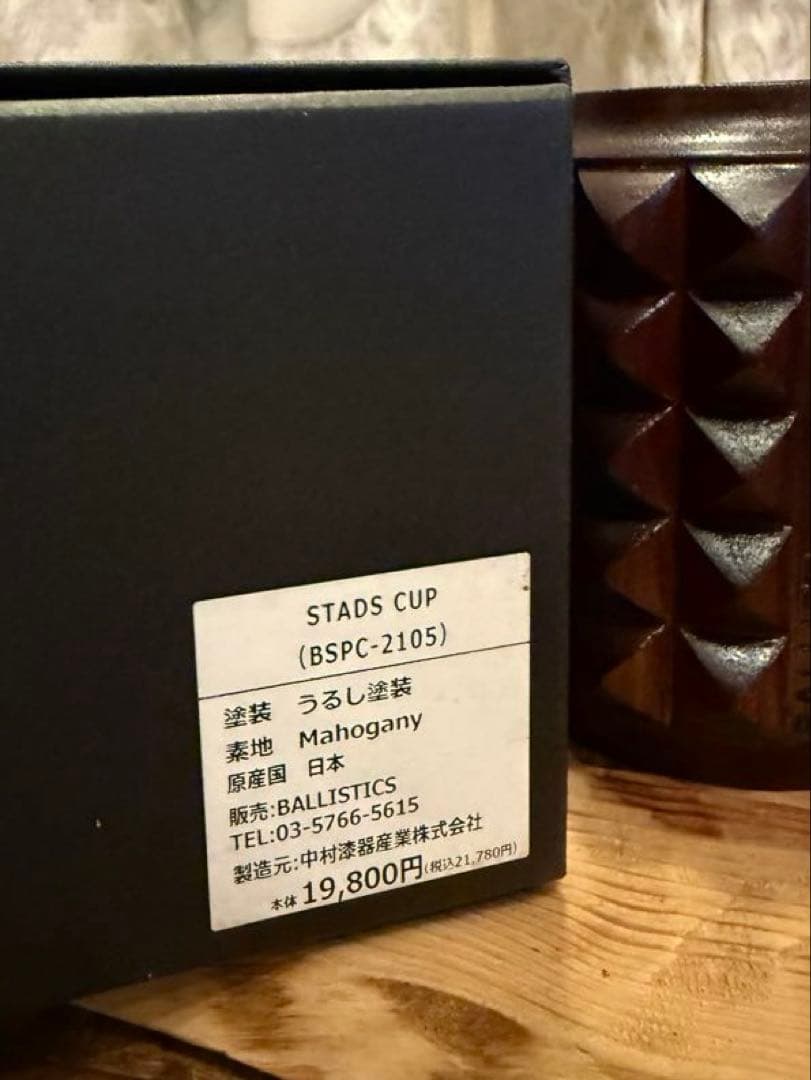 STADS CUP
(BSPC-2105)
塗装 うるし塗装
素地 Mahogany
原産国 日本
販売:BALLISTICS
TEL:03-5766-5615
製造元:中村漆器産業株式会社
本体 19,800円(税込21,780円)